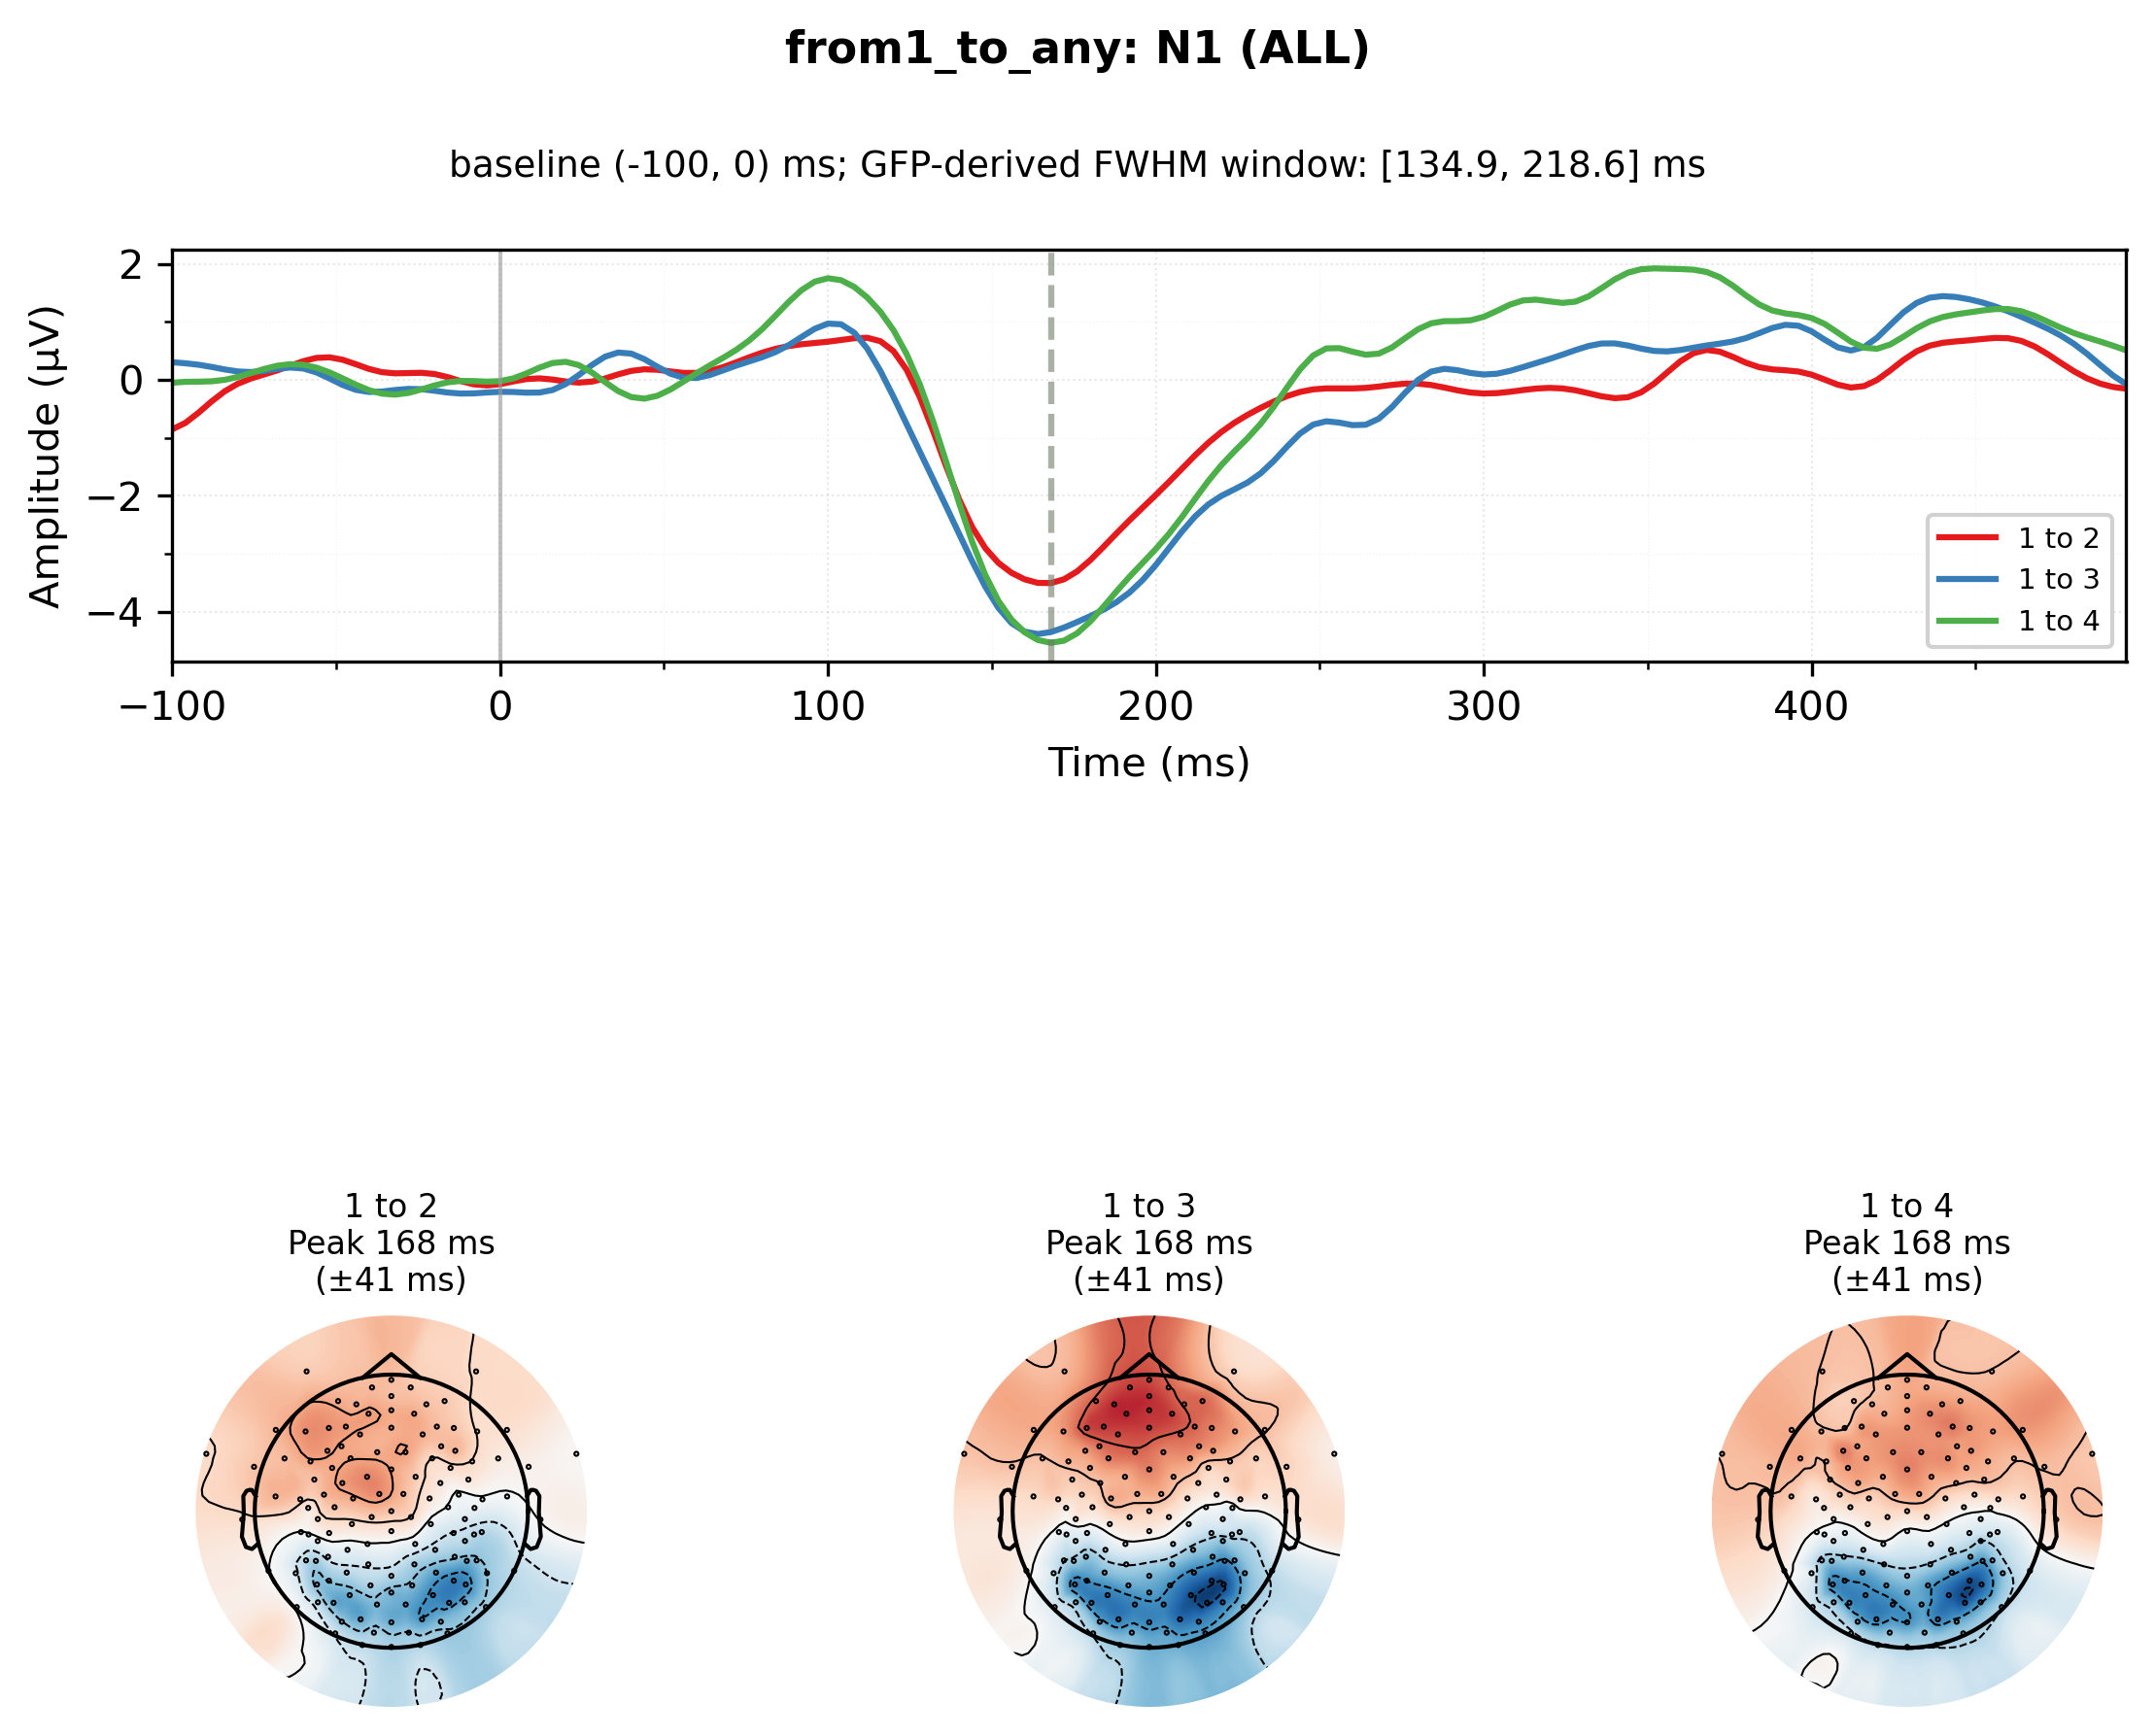 from1_to_any: N1 (ALL)
baseline (-100, 0) ms; GFP-derived FWHM window: [134.9, 218.6] ms
Amplitude (µV)
2
0
−2
−4
1 to 2
1 to 3
1 to 4
−100
0
100
200
300
400
Time (ms)
1 to 2
Peak 168 ms
(±41 ms)
1 to 3
Peak 168 ms
(±41 ms)
1 to 4
Peak 168 ms
(±41 ms)